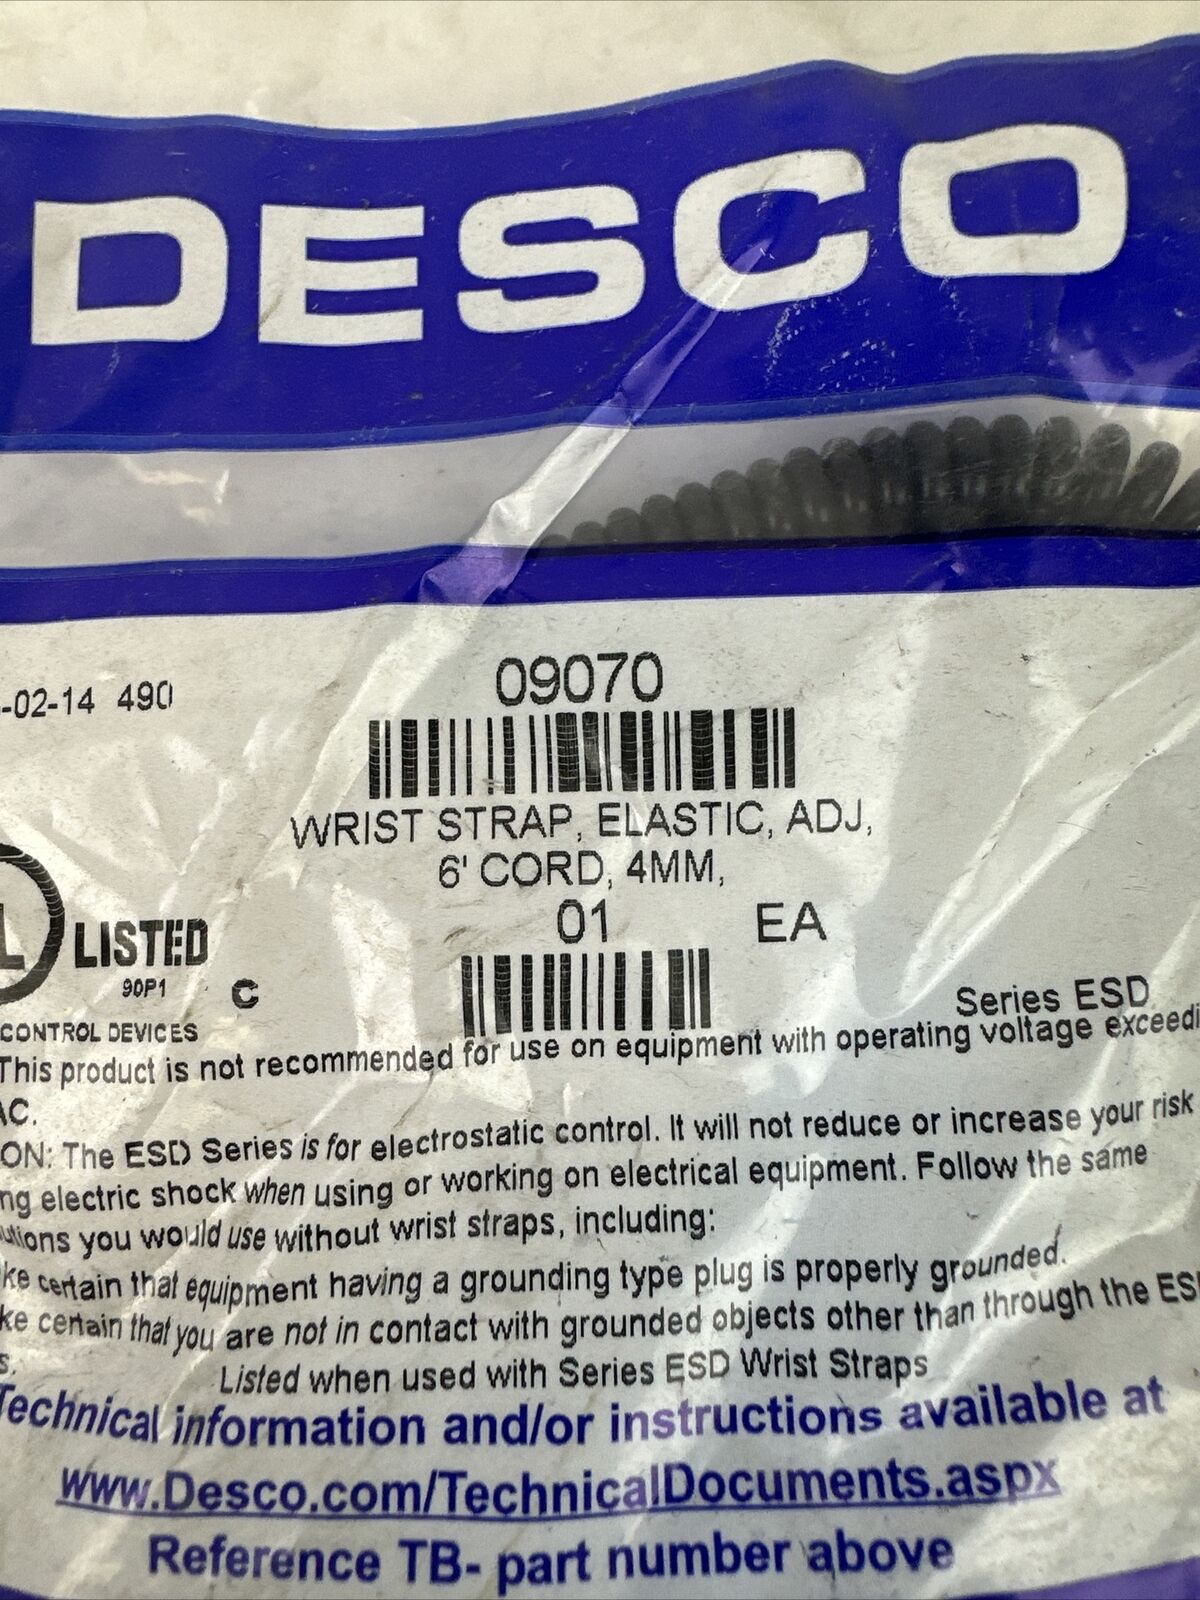 DESCO
-02-14 490
09070
WRIST STRAP, ELASTIC, ADJ,
6' CORD, 4MM,
01 EA
L LISTED
90P1 C
Series ESD
CONTROL DEVICES
This product is not recommended for use on equipment with operating voltage exceedi
AC.
ON: The ESD Series is for electrostatic control. It will not reduce or increase your risk
ng electric shock when using or working on electrical equipment. Follow the same
utions you would use without wrist straps, including:
ke certain that equipment having a grounding type plug is properly grounded.
ke certain that you are not in contact with grounded objects other than through the ES
s.
Listed when used with Series ESD Wrist Straps
Technical information and/or instructions available at
www.Desco.com/TechnicalDocuments.aspx
Reference TB- part number above